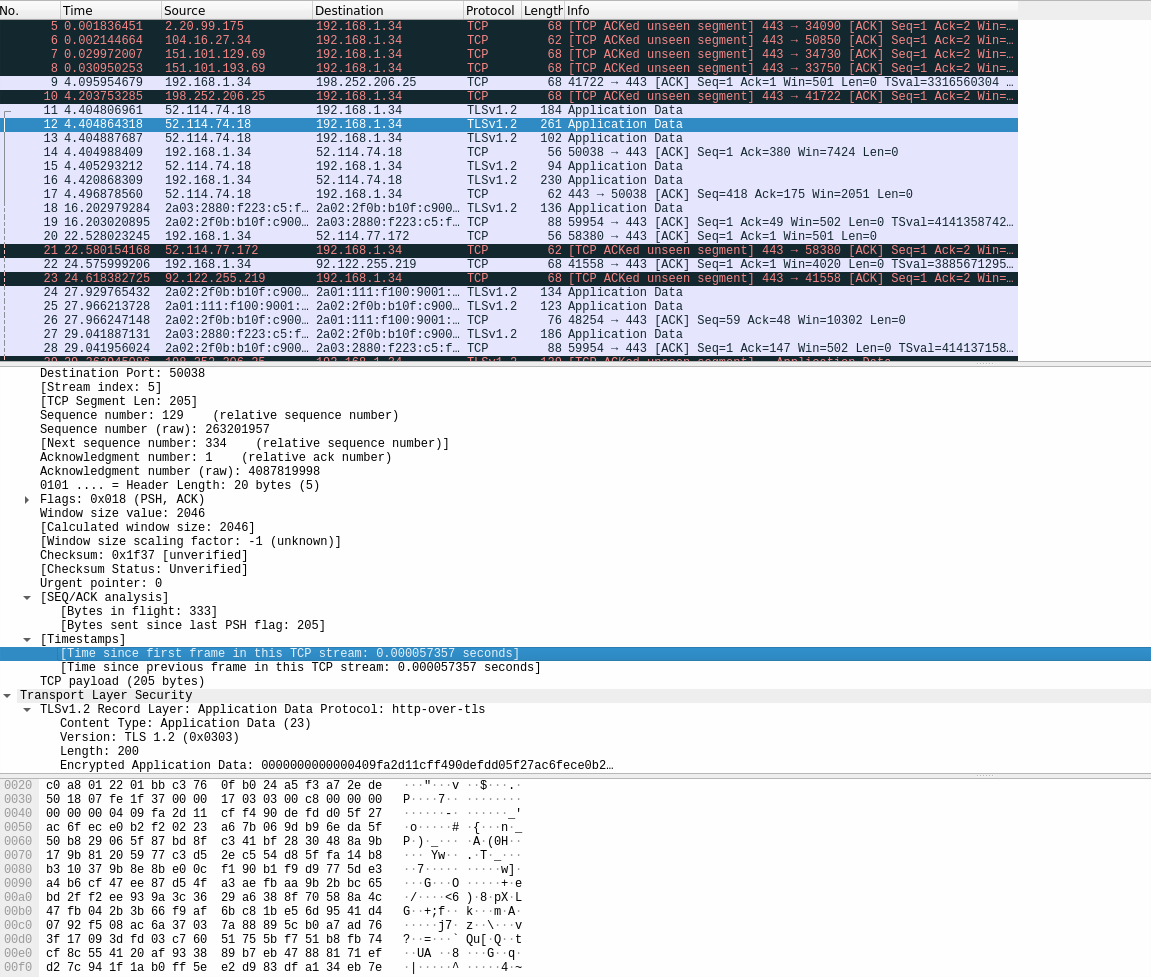 No. Time Source Destination Protocol Length Info
5 0.001836451 2.20.99.175 192.168.1.34 TCP 68 [TCP ACKed unseen segment] 443 → 34090 [ACK] Seq=1 Ack=2 Win=…
6 0.002144664 104.16.27.34 192.168.1.34 TCP 62 [TCP ACKed unseen segment] 443 → 50850 [ACK] Seq=1 Ack=2 Win=…
7 0.029972007 151.101.129.69 192.168.1.34 TCP 68 [TCP ACKed unseen segment] 443 → 34730 [ACK] Seq=1 Ack=2 Win=…
8 0.030950253 151.101.193.69 192.168.1.34 TCP 68 [TCP ACKed unseen segment] 443 → 33750 [ACK] Seq=1 Ack=2 Win=…
9 4.095954679 192.168.1.34 198.252.206.25 TCP 68 41722 → 443 [ACK] Seq=1 Ack=1 Win=501 Len=0 TSval=3316560304 …
10 4.203753285 198.252.206.25 192.168.1.34 TCP 68 [TCP ACKed unseen segment] 443 → 41722 [ACK] Seq=1 Ack=2 Win=…
11 4.404806961 52.114.74.18 192.168.1.34 TLSv1.2 184 Application Data
12 4.404864318 52.114.74.18 192.168.1.34 TLSv1.2 261 Application Data
13 4.404887687 52.114.74.18 192.168.1.34 TLSv1.2 102 Application Data
14 4.404988409 192.168.1.34 52.114.74.18 TCP 56 50038 → 443 [ACK] Seq=1 Ack=380 Win=7424 Len=0
15 4.405293212 52.114.74.18 192.168.1.34 TLSv1.2 94 Application Data
16 4.420868309 192.168.1.34 52.114.74.18 TLSv1.2 230 Application Data
17 4.496878560 52.114.74.18 192.168.1.34 TCP 62 443 → 50038 [ACK] Seq=418 Ack=175 Win=2051 Len=0
18 16.202979284 2a03:2880:f223:c5:f… 2a02:2f0b:b10f:c900… TLSv1.2 136 Application Data
19 16.203020895 2a02:2f0b:b10f:c900… 2a03:2880:f223:c5:f… TCP 88 59954 → 443 [ACK] Seq=1 Ack=49 Win=502 Len=0 TSval=4141358742…
20 22.528023245 192.168.1.34 52.114.77.172 TCP 56 58380 → 443 [ACK] Seq=1 Ack=1 Win=501 Len=0
21 22.580154168 52.114.77.172 192.168.1.34 TCP 62 [TCP ACKed unseen segment] 443 → 58380 [ACK] Seq=1 Ack=2 Win=…
22 24.575999206 192.168.1.34 92.122.255.219 TCP 68 41558 → 443 [ACK] Seq=1 Ack=1 Win=4020 Len=0 TSval=3885671295…
23 24.618382725 92.122.255.219 192.168.1.34 TCP 68 [TCP ACKed unseen segment] 443 → 41558 [ACK] Seq=1 Ack=2 Win=…
24 27.929765432 2a02:2f0b:b10f:c900… 2a01:111:f100:9001:… TLSv1.2 134 Application Data
25 27.966213728 2a01:111:f100:9001:… 2a02:2f0b:b10f:c900… TLSv1.2 123 Application Data
26 27.966247148 2a02:2f0b:b10f:c900… 2a01:111:f100:9001:… TCP 76 48254 → 443 [ACK] Seq=59 Ack=48 Win=10302 Len=0
27 29.041887131 2a03:2880:f223:c5:f… 2a02:2f0b:b10f:c900… TLSv1.2 186 Application Data
28 29.041956024 2a02:2f0b:b10f:c900… 2a03:2880:f223:c5:f… TCP 88 59954 → 443 [ACK] Seq=1 Ack=147 Win=502 Len=0 TSval=414137158…
Destination Port: 50038
[Stream index: 5]
[TCP Segment Len: 205]
Sequence number: 129 (relative sequence number)
Sequence number (raw): 263201957
[Next sequence number: 334 (relative sequence number)]
Acknowledgment number: 1 (relative ack number)
Acknowledgment number (raw): 4087819998
0101 .... = Header Length: 20 bytes (5)
Flags: 0x018 (PSH, ACK)
Window size value: 2046
[Calculated window size: 2046]
[Window size scaling factor: -1 (unknown)]
Checksum: 0x1f37 [unverified]
[Checksum Status: Unverified]
Urgent pointer: 0
[SEQ/ACK analysis]
[Bytes in flight: 333]
[Bytes sent since last PSH flag: 205]
[Timestamps]
[Time since first frame in this TCP stream: 0.000057357 seconds]
[Time since previous frame in this TCP stream: 0.000057357 seconds]
TCP payload (205 bytes)
Transport Layer Security
TLSv1.2 Record Layer: Application Data Protocol: http-over-tls
Content Type: Application Data (23)
Version: TLS 1.2 (0x0303)
Length: 200
Encrypted Application Data: 0000000000000409fa2d11cff490defdd05f27ac6fece0b2…
0020 c0 a8 01 22 01 bb c3 76 0f b0 24 a5 f3 a7 2e de ···"···v ··$···.·
0030 50 18 07 fe 1f 37 00 00 17 03 03 00 c8 00 00 00 P····7·· ········
0040 00 00 00 04 09 fa 2d 11 cf f4 90 de fd d0 5f 27 ······-· ······_'
0050 ac 6f ec e0 b2 f2 02 23 a6 7b 06 9d b9 6e da 5f ·o·····# ·{···n·_
0060 50 b8 29 06 5f 87 bd 8f c3 41 bf 28 30 48 8a 9b P·)·_··· ·A·(0H··
0070 17 9b 81 20 59 77 c3 d5 2e c5 54 d8 5f fa 14 b8 ··· Yw·· .·T·_···
0080 b3 10 37 9b 8e 8b e0 0c f1 90 b1 f9 d9 77 5d e3 ··7····· ·····w]·
0090 a4 b6 cf 47 ee 87 d5 4f a3 ae fb aa 9b 2b bc 65 ···G···O ·····+·e
00a0 bd 2f f2 ee 93 9a 3c 36 29 a6 38 8f 70 58 8a 4c ·/····<6 )·8·pX·L
00b0 47 fb 04 2b 3b 66 f9 af 6b c8 1b e5 6d 95 41 d4 G··+;f·· k···m·A·
00c0 07 92 f5 08 ac 6a 37 03 7a 88 89 5c b0 a7 ad 76 ·····j7· z··\···v
00d0 3f 17 09 3d fd 03 c7 60 51 75 5b f7 51 b8 fb 74 ?··=···` Qu[·Q··t
00e0 cf 8c 55 41 20 af 93 38 89 b7 eb 47 88 81 71 ef ··UA ··8 ···G··q·
00f0 d2 7c 94 1f 1a b0 ff 5e e2 d9 83 df a1 34 eb 7e ·|·····^ ·····4·~